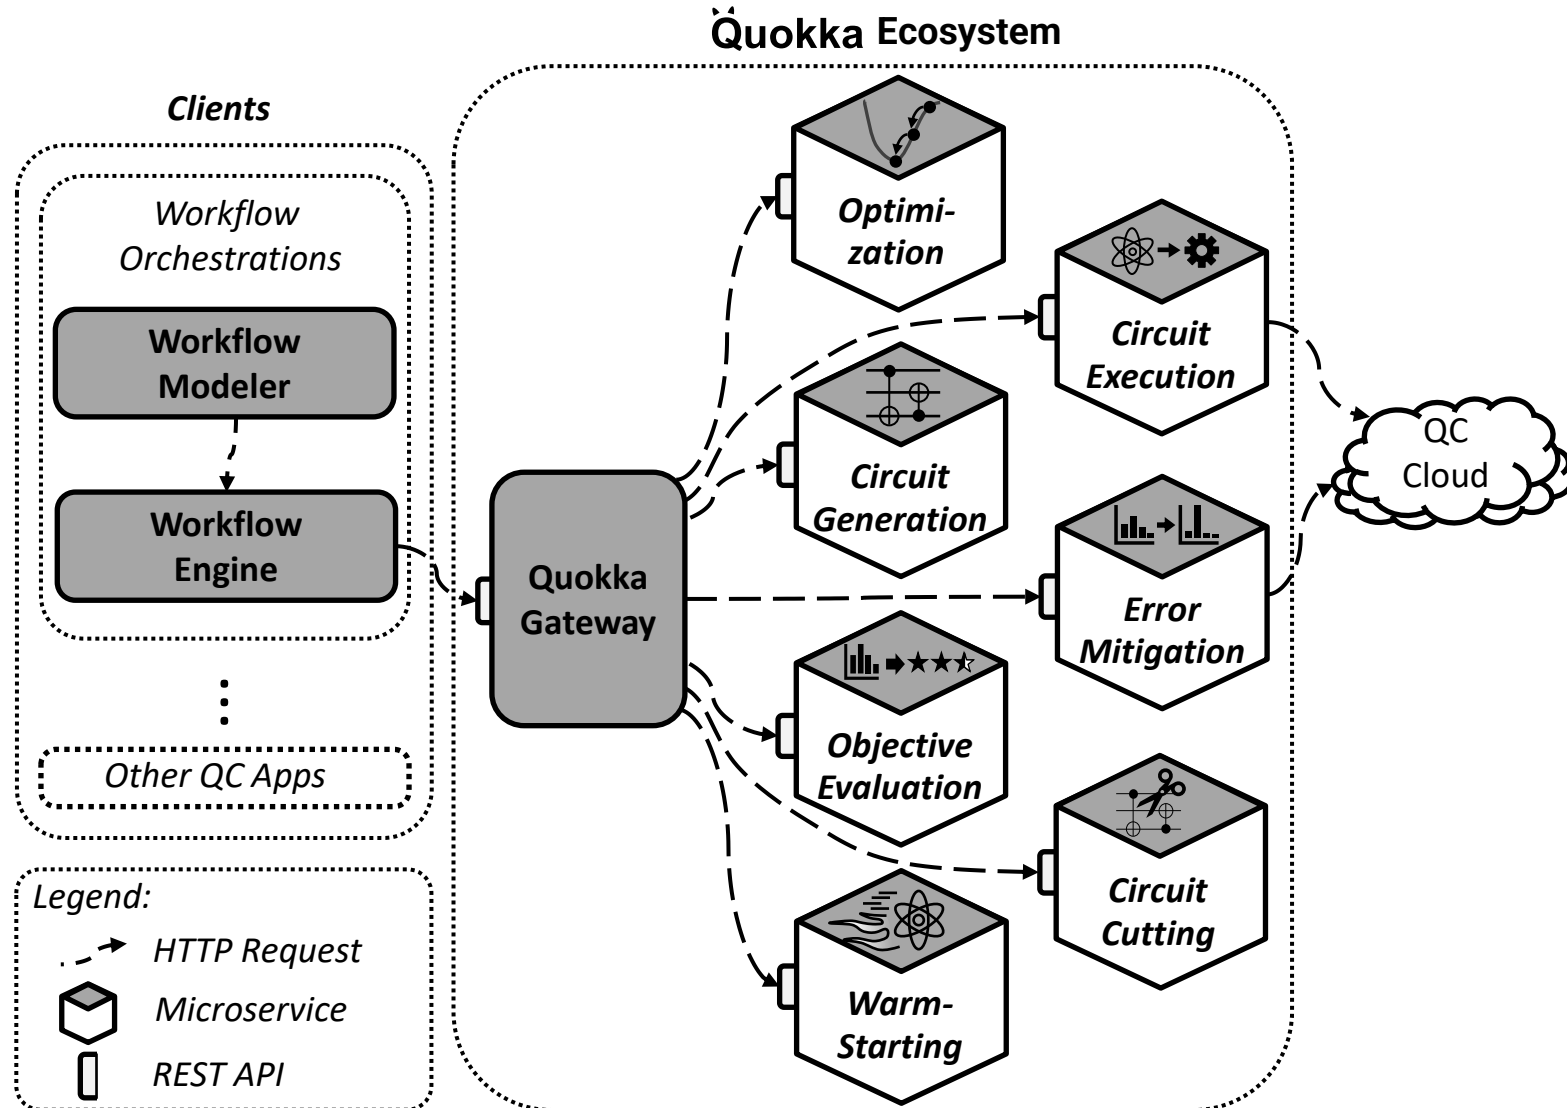 Quokka Ecosystem
Clients
Workflow
Orchestrations
Workflow
Modeler
Workflow
Engine
Other QC Apps
Legend:
HTTP Request
Microservice
REST API
Quokka
Gateway
Optimi-
zation
Circuit
Execution
Circuit
Generation
Error
Mitigation
Objective
Evaluation
Circuit
Cutting
Warm-
Starting
QC
Cloud